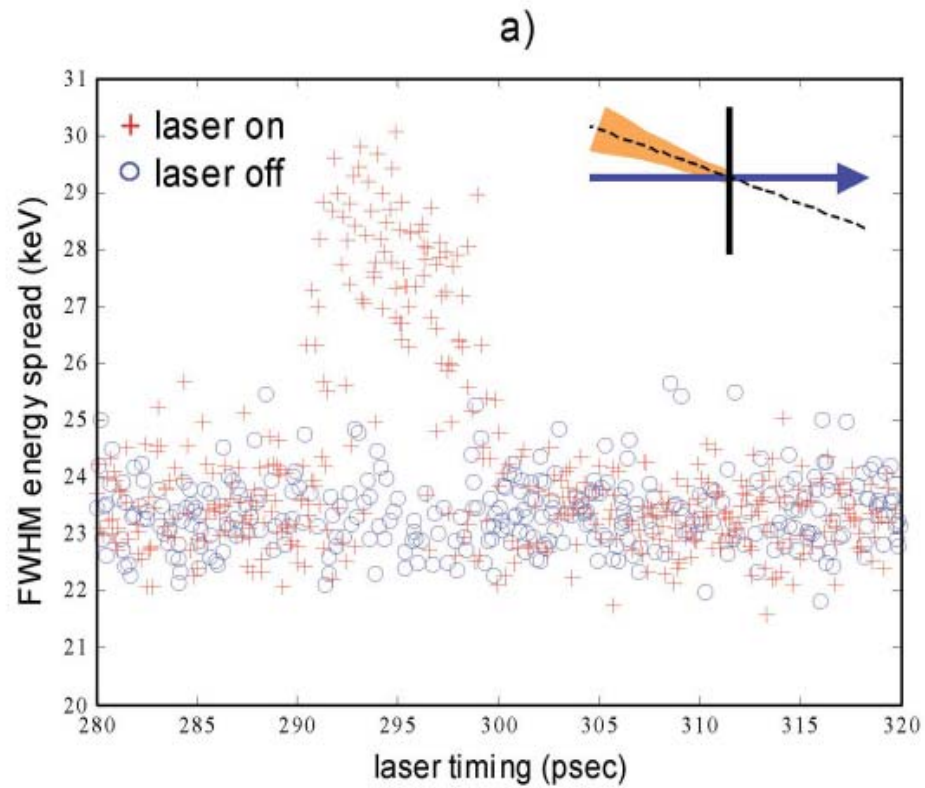 a)
31
30
29
28
27
26
25
24
23
22
21
20
laser on
laser off
FWHM energy spread (keV)
280 285 290 295 300 305 310 315 320
laser timing (psec)